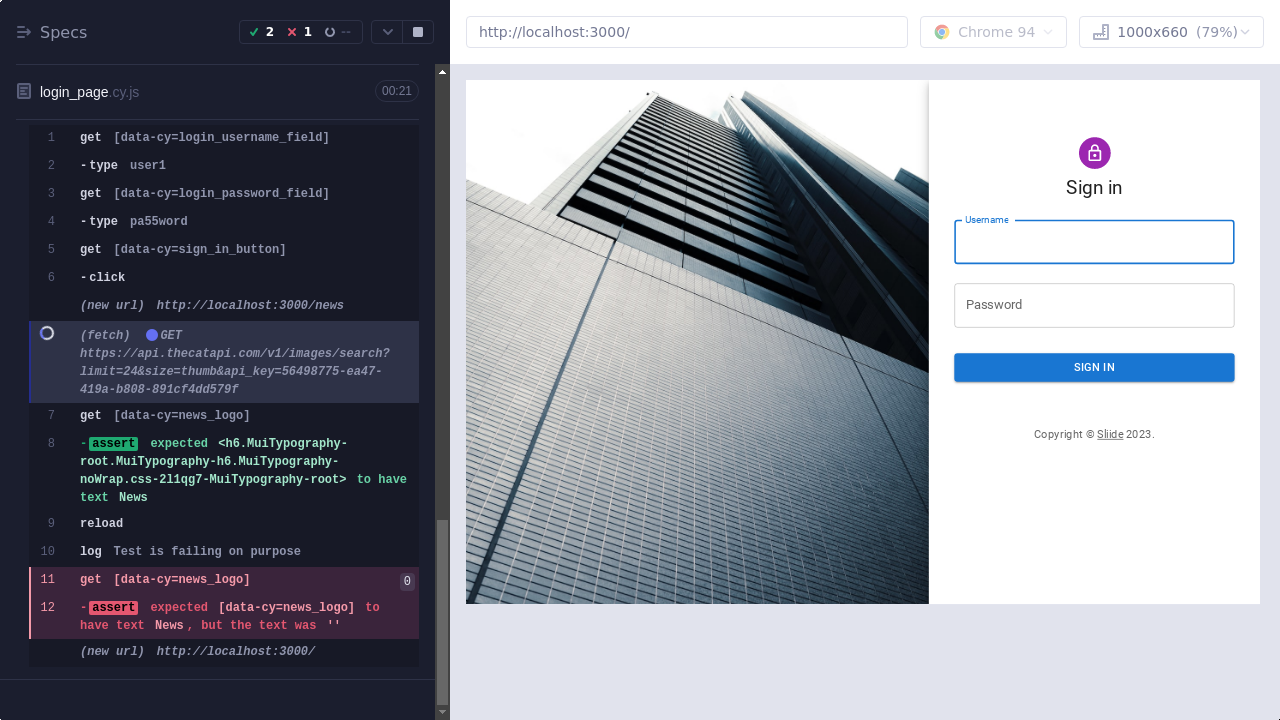 Specs
2
1
--
http://localhost:3000/
Chrome 94
1000x660 (79%)
login_page.cy.js
00:21
1 get [data-cy=login_username_field]
2 -type user1
3 get [data-cy=login_password_field]
4 -type pa55word
5 get [data-cy=sign_in_button]
6 -click
(new url) http://localhost:3000/news
(fetch) GET
https://api.thecatapi.com/v1/images/search?
limit=24&size=thumb&api_key=56498775-ea47-
419a-b808-891cf4dd579f
7 get [data-cy=news_logo]
8 -assert expected <h6.MuiTypography-
root.MuiTypography-h6.MuiTypography-
noWrap.css-2l1qg7-MuiTypography-root> to have
text News
9 reload
10 log Test is failing on purpose
11 get [data-cy=news_logo] 0
12 -assert expected [data-cy=news_logo] to
have text News, but the text was ''
(new url) http://localhost:3000/
Sign in
Username
Password
SIGN IN
Copyright © Sliide 2023.